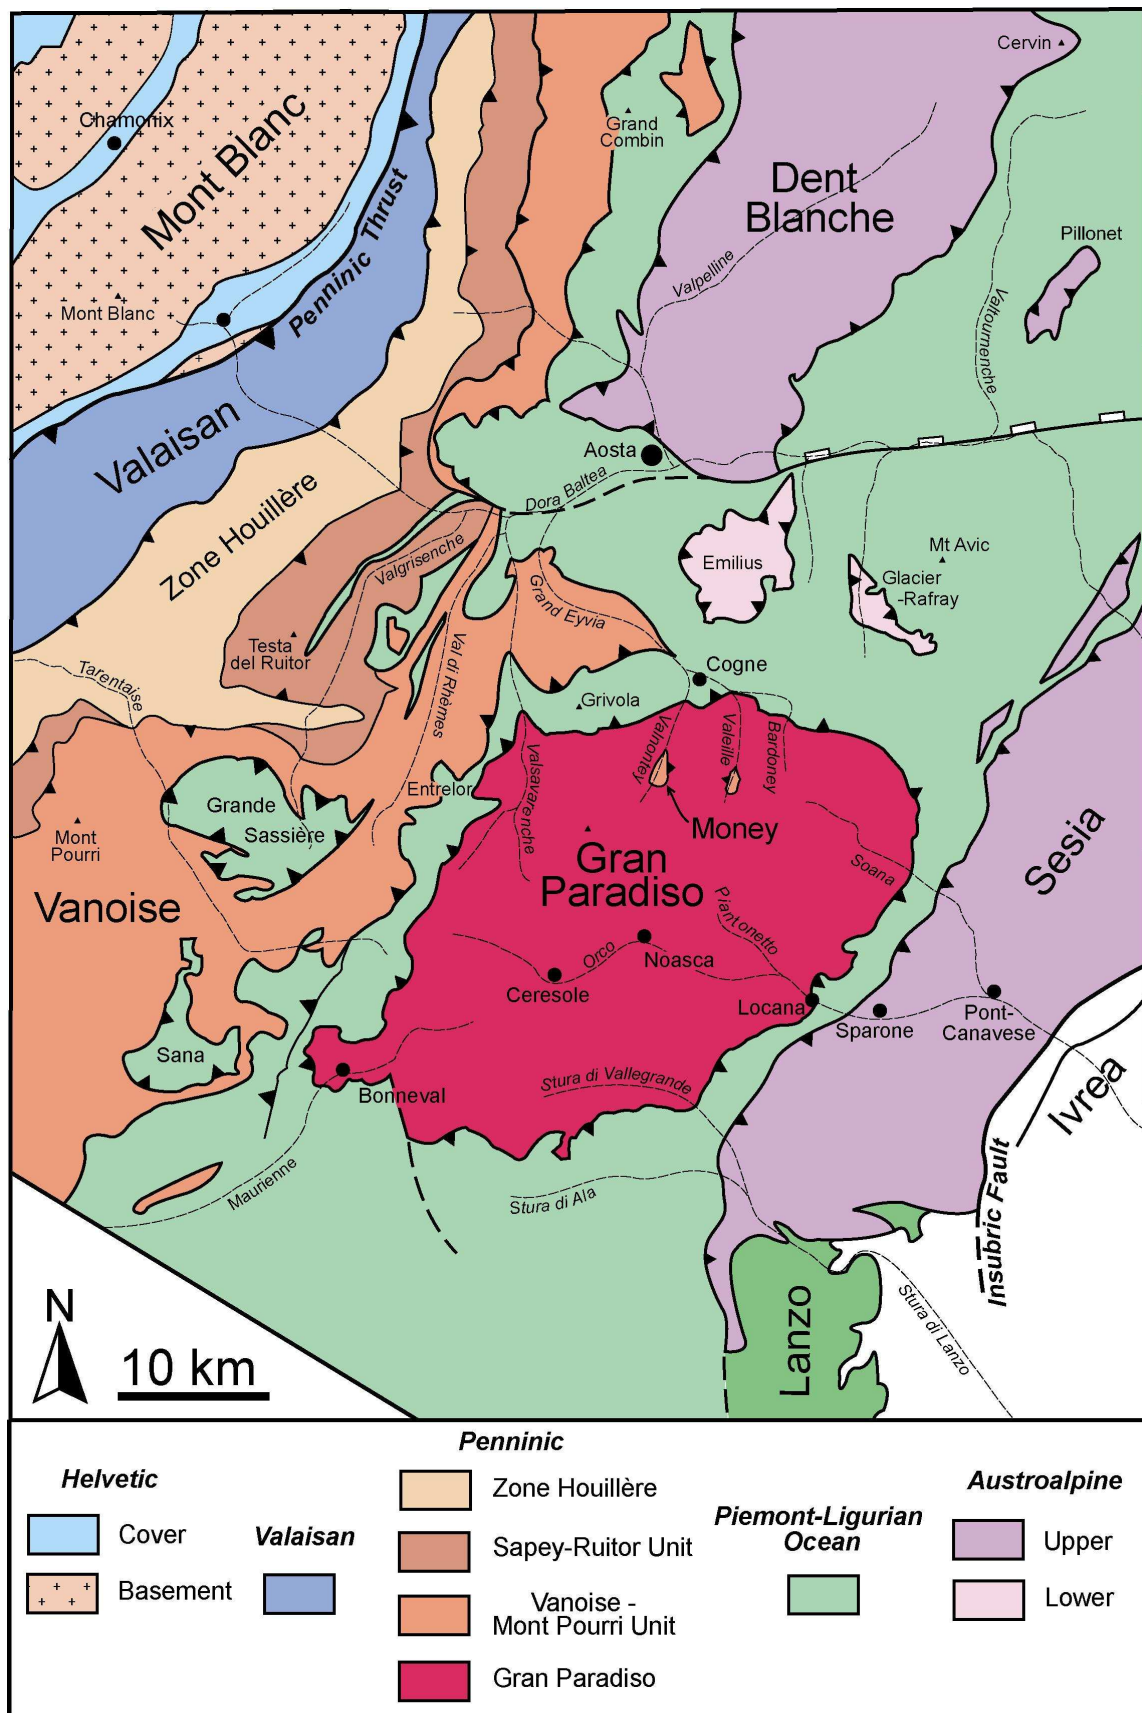 Cervin
Chamonix
Grand
Combin
Mont Blanc
Dent
Blanche
Penninic Thrust
Pillonet
Valpelline
Valtournenche
Mont Blanc
Valaisan
Aosta
Dora Baltea
Zone Houillère
Valgrisenche
Emilius
Mt Avic
Glacier
-Rafray
Grand Eyvia
Testa
del Ruitor
Val di Rhêmes
Cogne
Tarentaise
Grivola
Valnontey
Valeille
Bardoney
Valsavarenche
Entrelor
Grande
Sassière
Mont
Pourri
Money
Gran
Paradiso
Soana
Sesia
Vanoise
Piantonetto
Orco
Noasca
Ceresole
Locana
Sparone
Pont-
Canavese
Sana
Bonneval
Stura di Vallegrande
Ivrea
Maurienne
Stura di Ala
Insubric Fault
Lanzo
Stura di Lanzo
N
10 km
Penninic
Helvetic
Zone Houillère
Austroalpine
Cover
Valaisan
Sapey-Ruitor Unit
Piemont-Ligurian
Ocean
Upper
Basement
Vanoise -
Mont Pourri Unit
Lower
Gran Paradiso